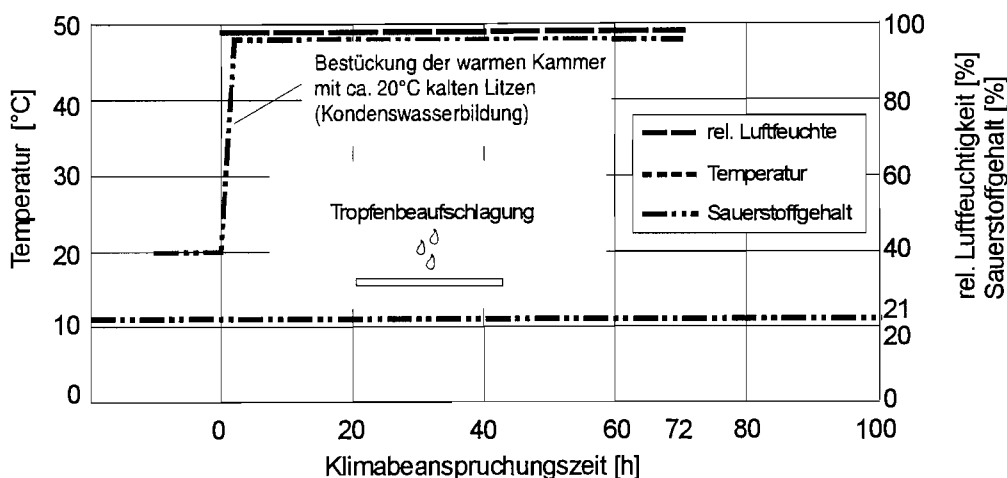 50
40
30
20
10
0
Temperatur [°C]
Bestückung der warmen Kammer
mit ca. 20°C kalten Litzen
(Kondenswasserbildung)
Tropfenbeaufschlagung
rel. Luftfeuchte
Temperatur
Sauerstoffgehalt
100
80
60
40
21
20
0
rel. Luftfeuchtigkeit [%]
Sauerstoffgehalt [%]
0 20 40 60 72 80 100
Klimabeanspruchungszeit [h]